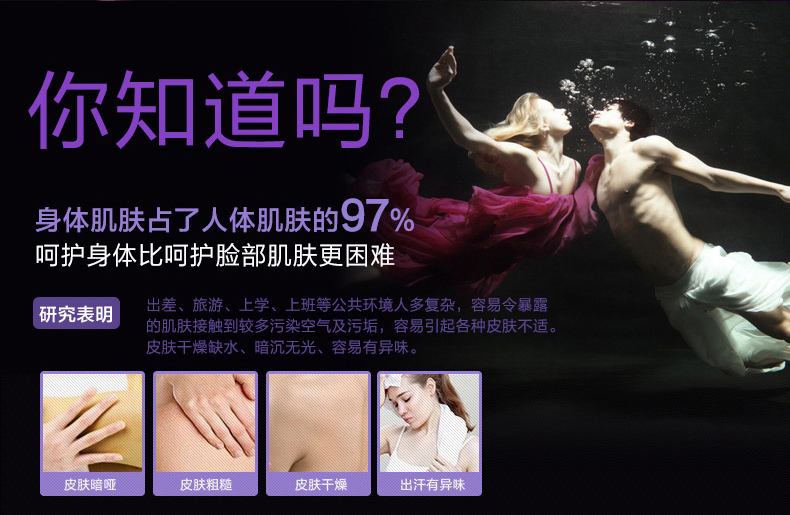 你知道吗?
身体肌肤占了人体肌肤的97%
呵护身体比呵护脸部肌肤更困难
研究表明
出差、旅游、上学、上班等公共环境人多复杂，容易令暴露
的肌肤接触到较多污染空气及污垢，容易引起各种皮肤不适。
皮肤干燥缺水、暗沉无光、容易有异味。
皮肤暗哑
皮肤粗糙
皮肤干燥
出汗有异味